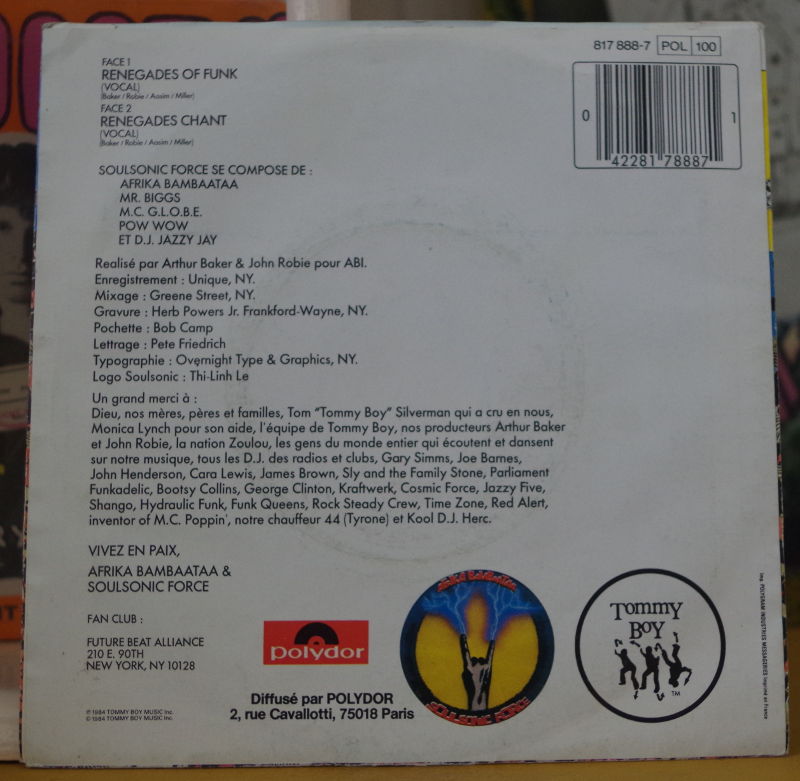 FACE 1
RENEGADES OF FUNK
(VOCAL)
(Baker / Robie / Aasim / Miller)
FACE 2
RENEGADES CHANT
(VOCAL)
(Baker / Robie / Aasim / Miller)
817 888-7 POL 100
0 42281 78887 1
SOULSONIC FORCE SE COMPOSE DE :
AFRIKA BAMBAATAA
MR. BIGGS
M.C. G.L.O.B.E.
POW WOW
ET D.J. JAZZY JAY
Realisé par Arthur Baker & John Robie pour ABI.
Enregistrement : Unique, NY.
Mixage : Greene Street, NY.
Gravure : Herb Powers Jr. Frankford-Wayne, NY.
Pochette : Bob Camp
Lettrage : Pete Friedrich
Typographie : Overnight Type & Graphics, NY.
Logo Soulsonic : Thi-Linh Le
Un grand merci à :
Dieu, nos mères, pères et familles, Tom "Tommy Boy" Silverman qui a cru en nous,
Monica Lynch pour son aide, l'équipe de Tommy Boy, nos producteurs Arthur Baker
et John Robie, la nation Zoulou, les gens du monde entier qui écoutent et dansent
sur notre musique, tous les D.J. des radios et clubs, Gary Simms, Joe Barnes,
John Henderson, Cara Lewis, James Brown, Sly and the Family Stone, Parliament
Funkadelic, Bootsy Collins, George Clinton, Kraftwerk, Cosmic Force, Jazzy Five,
Shango, Hydraulic Funk, Funk Queens, Rock Steady Crew, Time Zone, Red Alert,
inventor of M.C. Poppin', notre chauffeur 44 (Tyrone) et Kool D.J. Herc.
VIVEZ EN PAIX,
AFRIKA BAMBAATAA &
SOULSONIC FORCE
FAN CLUB :
FUTURE BEAT ALLIANCE
210 E. 90TH
NEW YORK, NY 10128
℗ 1984 TOMMY BOY MUSIC Inc.
© 1984 TOMMY BOY MUSIC Inc.
polydor
Diffusé par POLYDOR
2, rue Cavallotti, 75018 Paris
AFRIKA BAMBAATAA
SOULSONIC FORCE
TOMMY
BOY
TM
Imp. POLYGRAM INDUSTRIES MESSAGERIES Imprimé en France